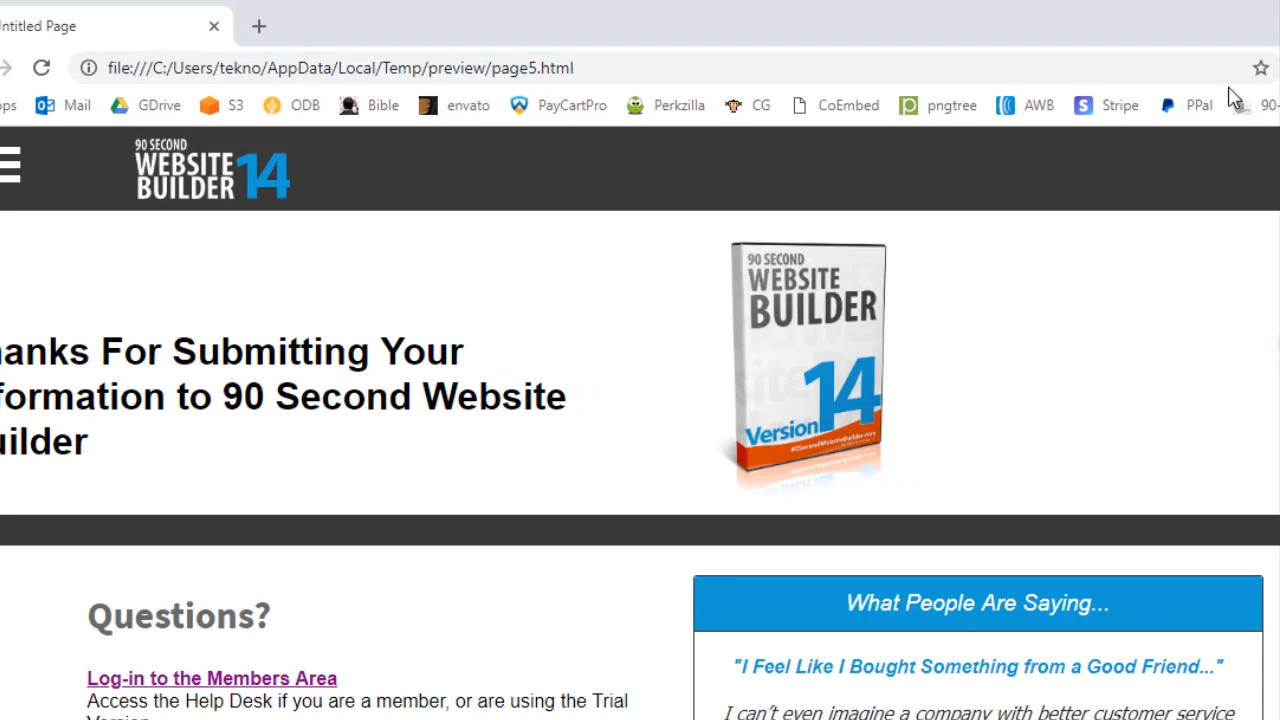 ntitled Page
file:///C:/Users/tekno/AppData/Local/Temp/preview/page5.html
ps Mail GDrive S3 ODB Bible envato PayCartPro Perkzilla CG CoEmbed pngtree AWB Stripe PPal 90-
90 SECOND
WEBSITE
BUILDER 14
90 SECOND
WEBSITE
BUILDER
14
Version
90SecondWebsiteBuilder.com
anks For Submitting Your
formation to 90 Second Website
uilder
Questions?
Log-in to the Members Area
Access the Help Desk if you are a member, or are using the Trial
What People Are Saying...
"I Feel Like I Bought Something from a Good Friend..."
I can't even imagine a company with better customer service